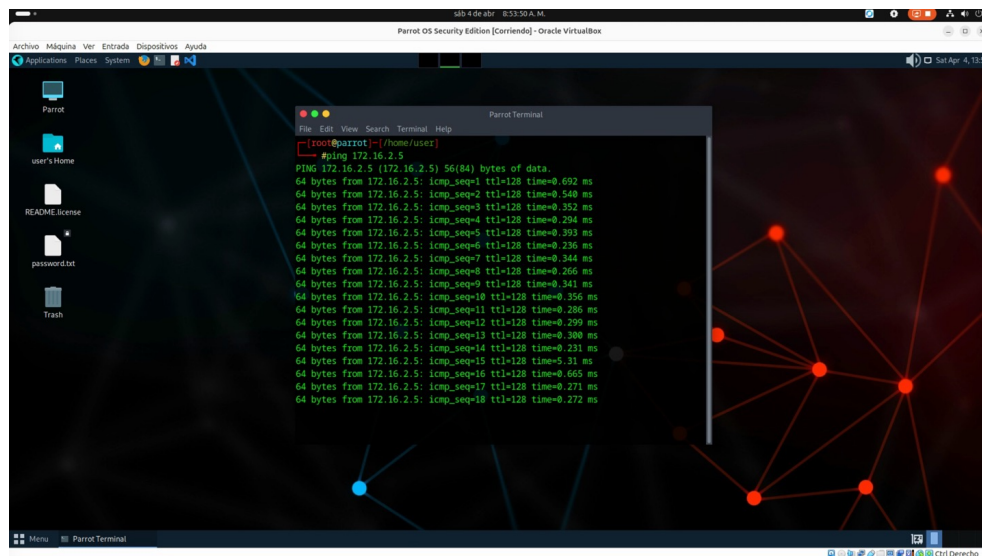 sáb 4 de abr 8:53:50 A. M.
Parrot OS Security Edition [Corriendo] - Oracle VirtualBox
Archivo Máquina Ver Entrada Dispositivos Ayuda
Applications Places System
Sat Apr 4, 13:5
Parrot
user's Home
README.license
password.txt
Trash
Parrot Terminal
File Edit View Search Terminal Help
[root@parrot]─[/home/user]
#ping 172.16.2.5
PING 172.16.2.5 (172.16.2.5) 56(84) bytes of data.
64 bytes from 172.16.2.5: icmp_seq=1 ttl=128 time=0.692 ms
64 bytes from 172.16.2.5: icmp_seq=2 ttl=128 time=0.540 ms
64 bytes from 172.16.2.5: icmp_seq=3 ttl=128 time=0.352 ms
64 bytes from 172.16.2.5: icmp_seq=4 ttl=128 time=0.294 ms
64 bytes from 172.16.2.5: icmp_seq=5 ttl=128 time=0.393 ms
64 bytes from 172.16.2.5: icmp_seq=6 ttl=128 time=0.236 ms
64 bytes from 172.16.2.5: icmp_seq=7 ttl=128 time=0.344 ms
64 bytes from 172.16.2.5: icmp_seq=8 ttl=128 time=0.266 ms
64 bytes from 172.16.2.5: icmp_seq=9 ttl=128 time=0.341 ms
64 bytes from 172.16.2.5: icmp_seq=10 ttl=128 time=0.356 ms
64 bytes from 172.16.2.5: icmp_seq=11 ttl=128 time=0.286 ms
64 bytes from 172.16.2.5: icmp_seq=12 ttl=128 time=0.299 ms
64 bytes from 172.16.2.5: icmp_seq=13 ttl=128 time=0.300 ms
64 bytes from 172.16.2.5: icmp_seq=14 ttl=128 time=0.231 ms
64 bytes from 172.16.2.5: icmp_seq=15 ttl=128 time=5.31 ms
64 bytes from 172.16.2.5: icmp_seq=16 ttl=128 time=0.665 ms
64 bytes from 172.16.2.5: icmp_seq=17 ttl=128 time=0.271 ms
64 bytes from 172.16.2.5: icmp_seq=18 ttl=128 time=0.272 ms
Menu Parrot Terminal
Ctrl Derecho